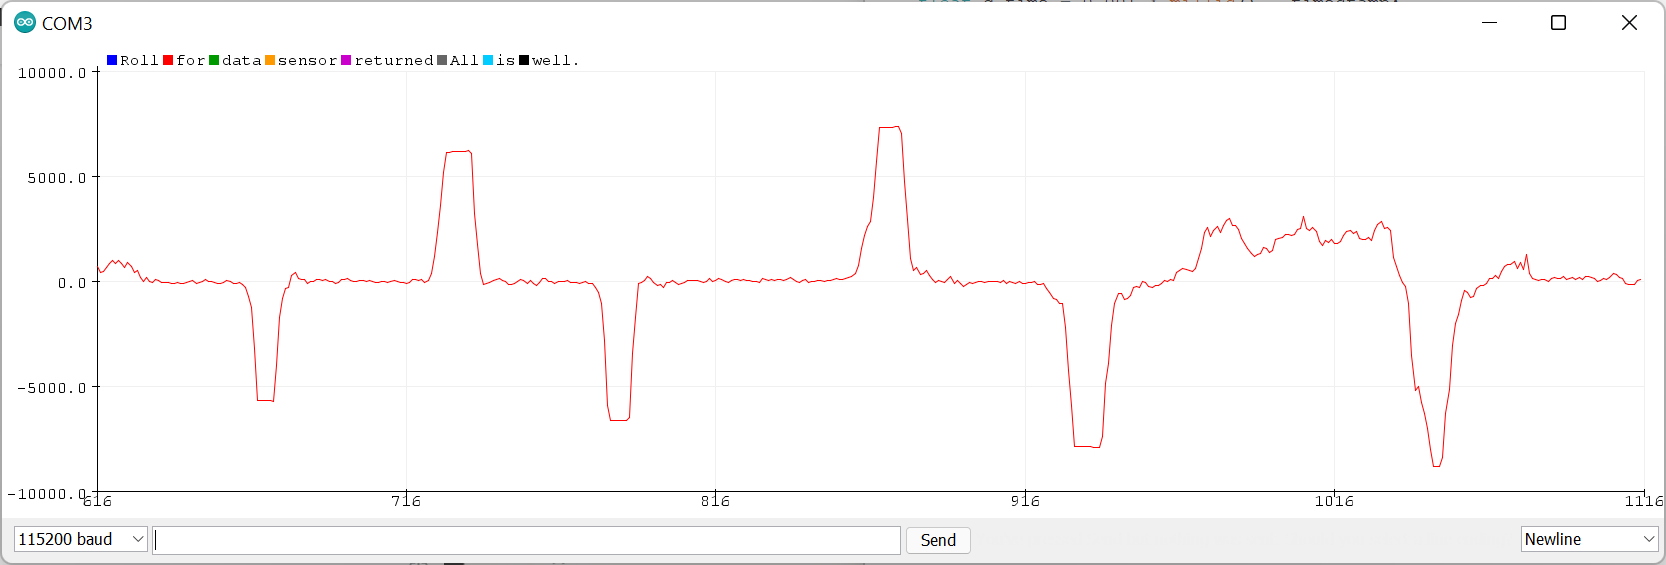 COM3
Roll for data sensor returned All is well.
10000.0
5000.0
0.0
-5000.0
-10000.0
616 716 816 916 1016 1116
115200 baud Send Newline